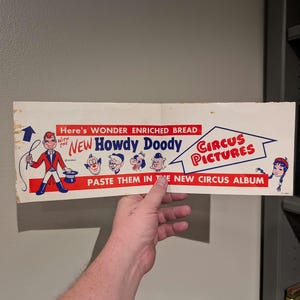 Here's WONDER ENRICHED BREAD
WITH THE NEW Howdy Doody
CIRCUS PICTURES
PASTE THEM IN THE NEW CIRCUS ALBUM